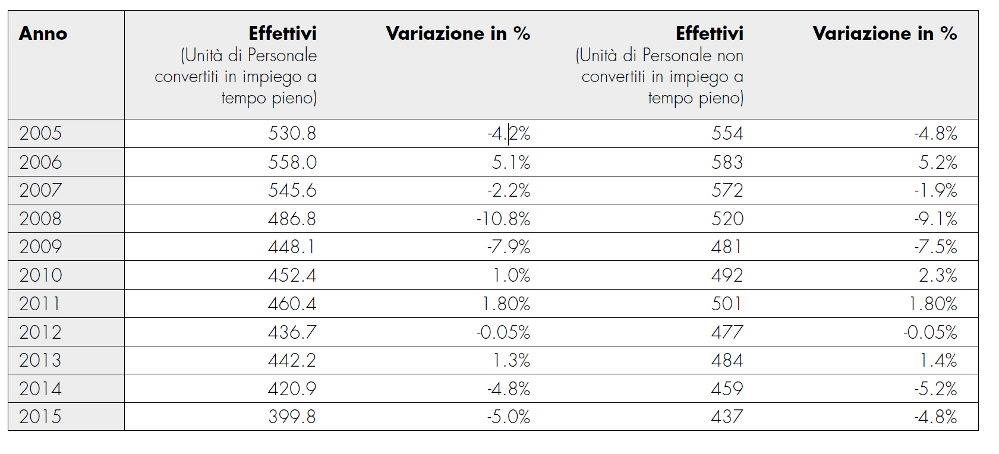 Anno Effettivi Variazione in % Effettivi Variazione in %
(Unità di Personale (Unità di Personale non
convertiti in impiego a convertiti in impiego a
tempo pieno) tempo pieno)
2005 530.8 -4.2% 554 -4.8%
2006 558.0 5.1% 583 5.2%
2007 545.6 -2.2% 572 -1.9%
2008 486.8 -10.8% 520 -9.1%
2009 448.1 -7.9% 481 -7.5%
2010 452.4 1.0% 492 2.3%
2011 460.4 1.80% 501 1.80%
2012 436.7 -0.05% 477 -0.05%
2013 442.2 1.3% 484 1.4%
2014 420.9 -4.8% 459 -5.2%
2015 399.8 -5.0% 437 -4.8%